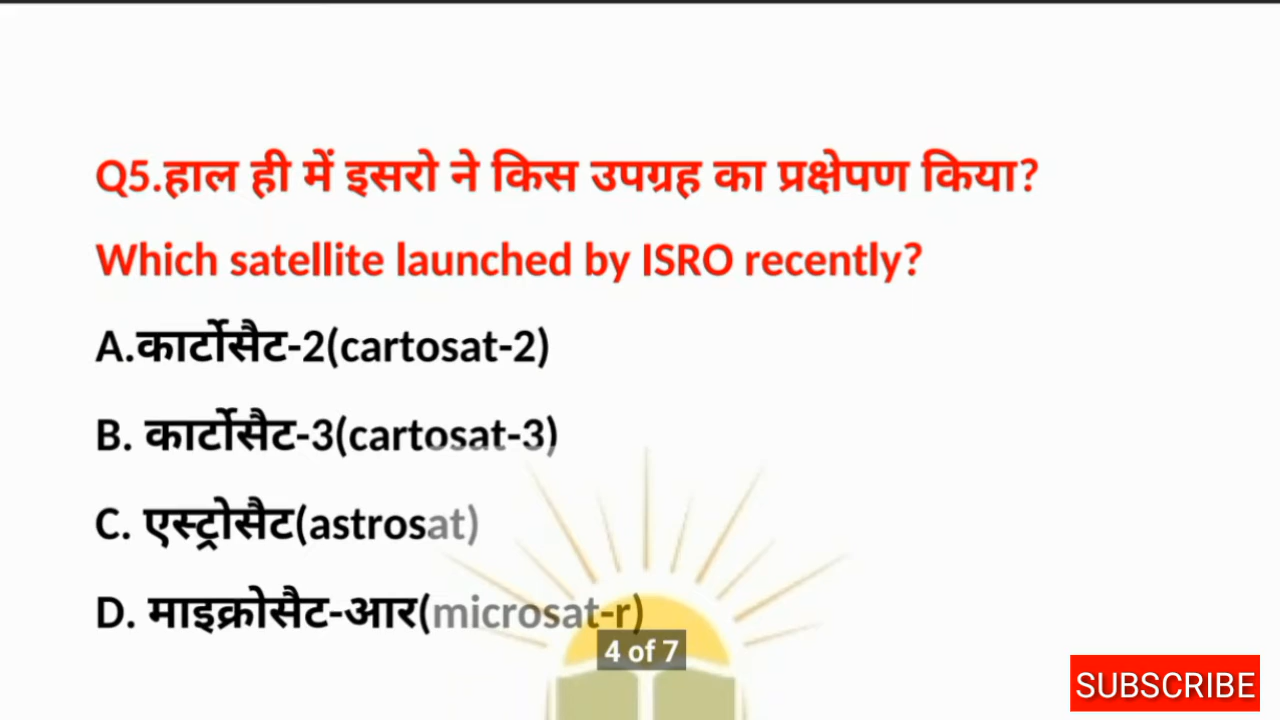 Q5.हाल ही में इसरो ने किस उपग्रह का प्रक्षेपण किया?
Which satellite launched by ISRO recently?
A.कार्टोसैट-2(cartosat-2)
B. कार्टोसैट-3(cartosat-3)
C. एस्ट्रोसैट(astrosat)
D. माइक्रोसैट-आर(microsat-r)
4 of 7
SUBSCRIBE